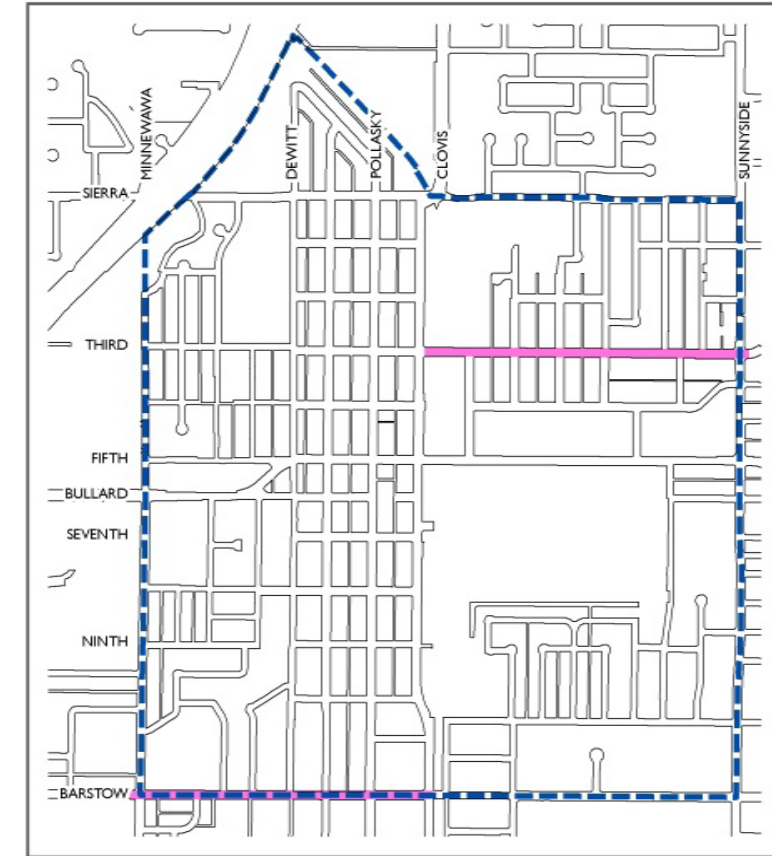 MINNEWAWA
DEWITT
POLLASKY
CLOVIS
SUNNYSIDE
SIERRA
THIRD
FIFTH
BULLARD
SEVENTH
NINTH
BARSTOW